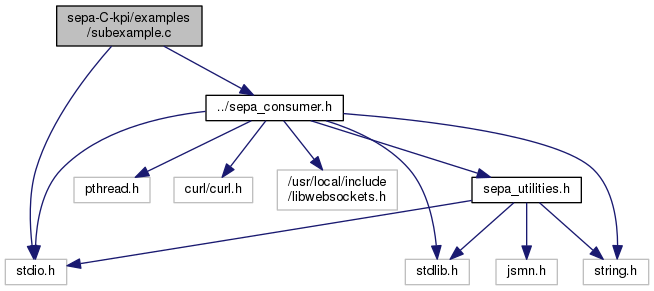 sepa-C-kpi/examples
/subexample.c
../sepa_consumer.h
pthread.h
curl/curl.h
/usr/local/include
/libwebsockets.h
sepa_utilities.h
stdio.h
stdlib.h
jsmn.h
string.h